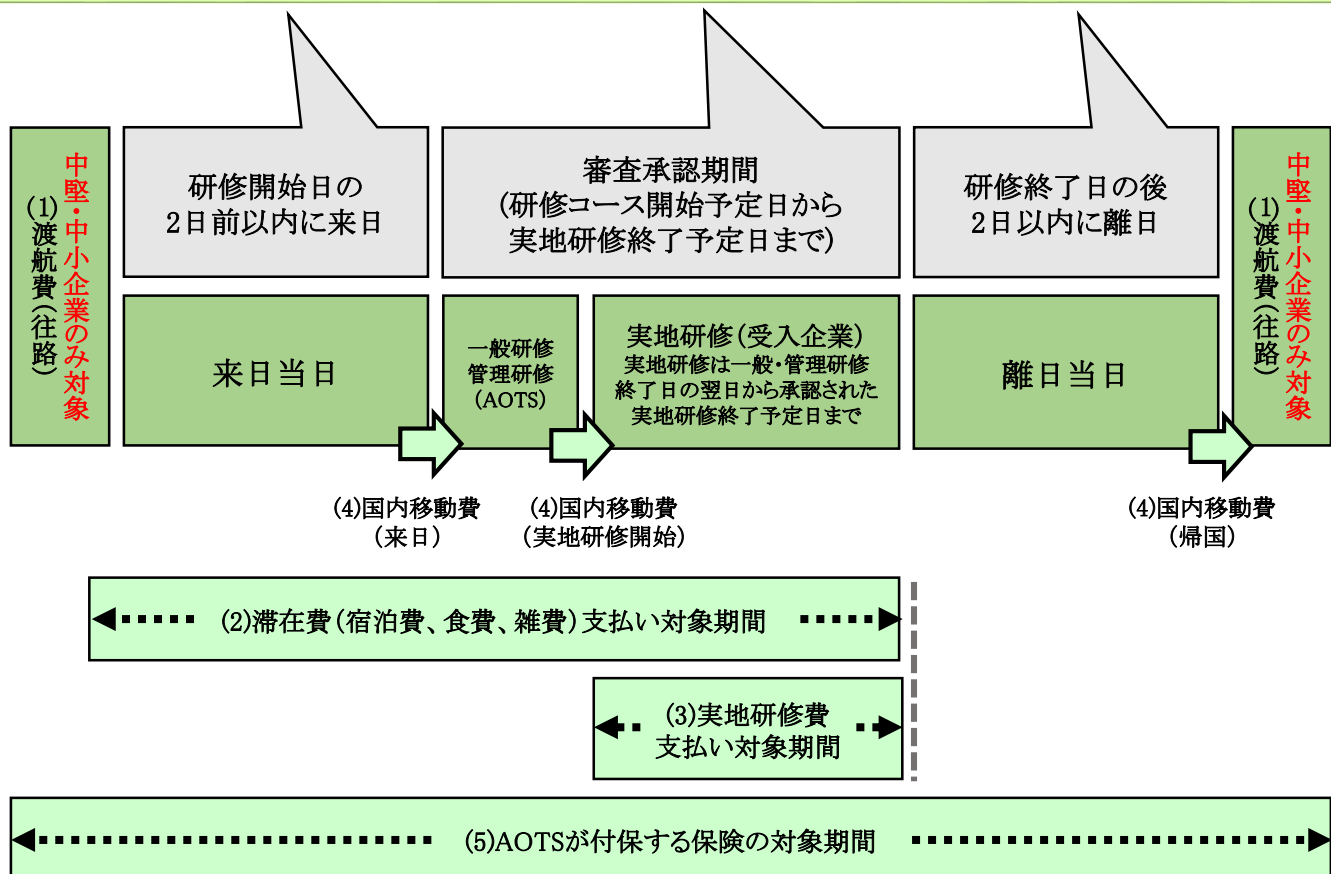 中堅・中小企業のみ対象
(1)渡航費(往路)
研修開始日の
2日前以内に来日
審査承認期間
(研修コース開始予定日から
実地研修終了予定日まで)
研修終了日の後
2日以内に離日
中堅・中小企業のみ対象
(1)渡航費(往路)
来日当日
一般研修
管理研修
(AOTS)
実地研修(受入企業)
実地研修は一般・管理研修
終了日の翌日から承認された
実地研修終了予定日まで
離日当日
(4)国内移動費
(来日)
(4)国内移動費
(実地研修開始)
(4)国内移動費
(帰国)
(2)滞在費(宿泊費、食費、雑費)支払い対象期間
(3)実地研修費
支払い対象期間
(5)AOTSが付保する保険の対象期間